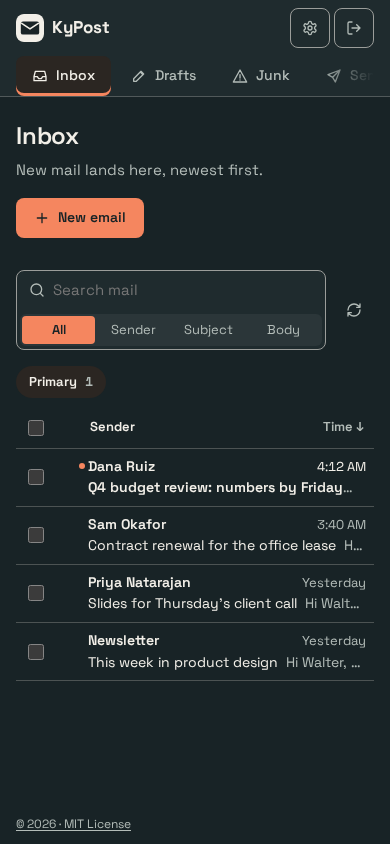 KyPost
Inbox Drafts Junk Sen
Inbox
New mail lands here, newest first.
New email
Search mail
All Sender Subject Body
Primary 1
Sender Time ↓
Dana Ruiz 4:12 AM
Q4 budget review: numbers by Friday...
Sam Okafor 3:40 AM
Contract renewal for the office lease H...
Priya Natarajan Yesterday
Slides for Thursday's client call Hi Walt...
Newsletter Yesterday
This week in product design Hi Walter, ...
© 2026 · MIT License